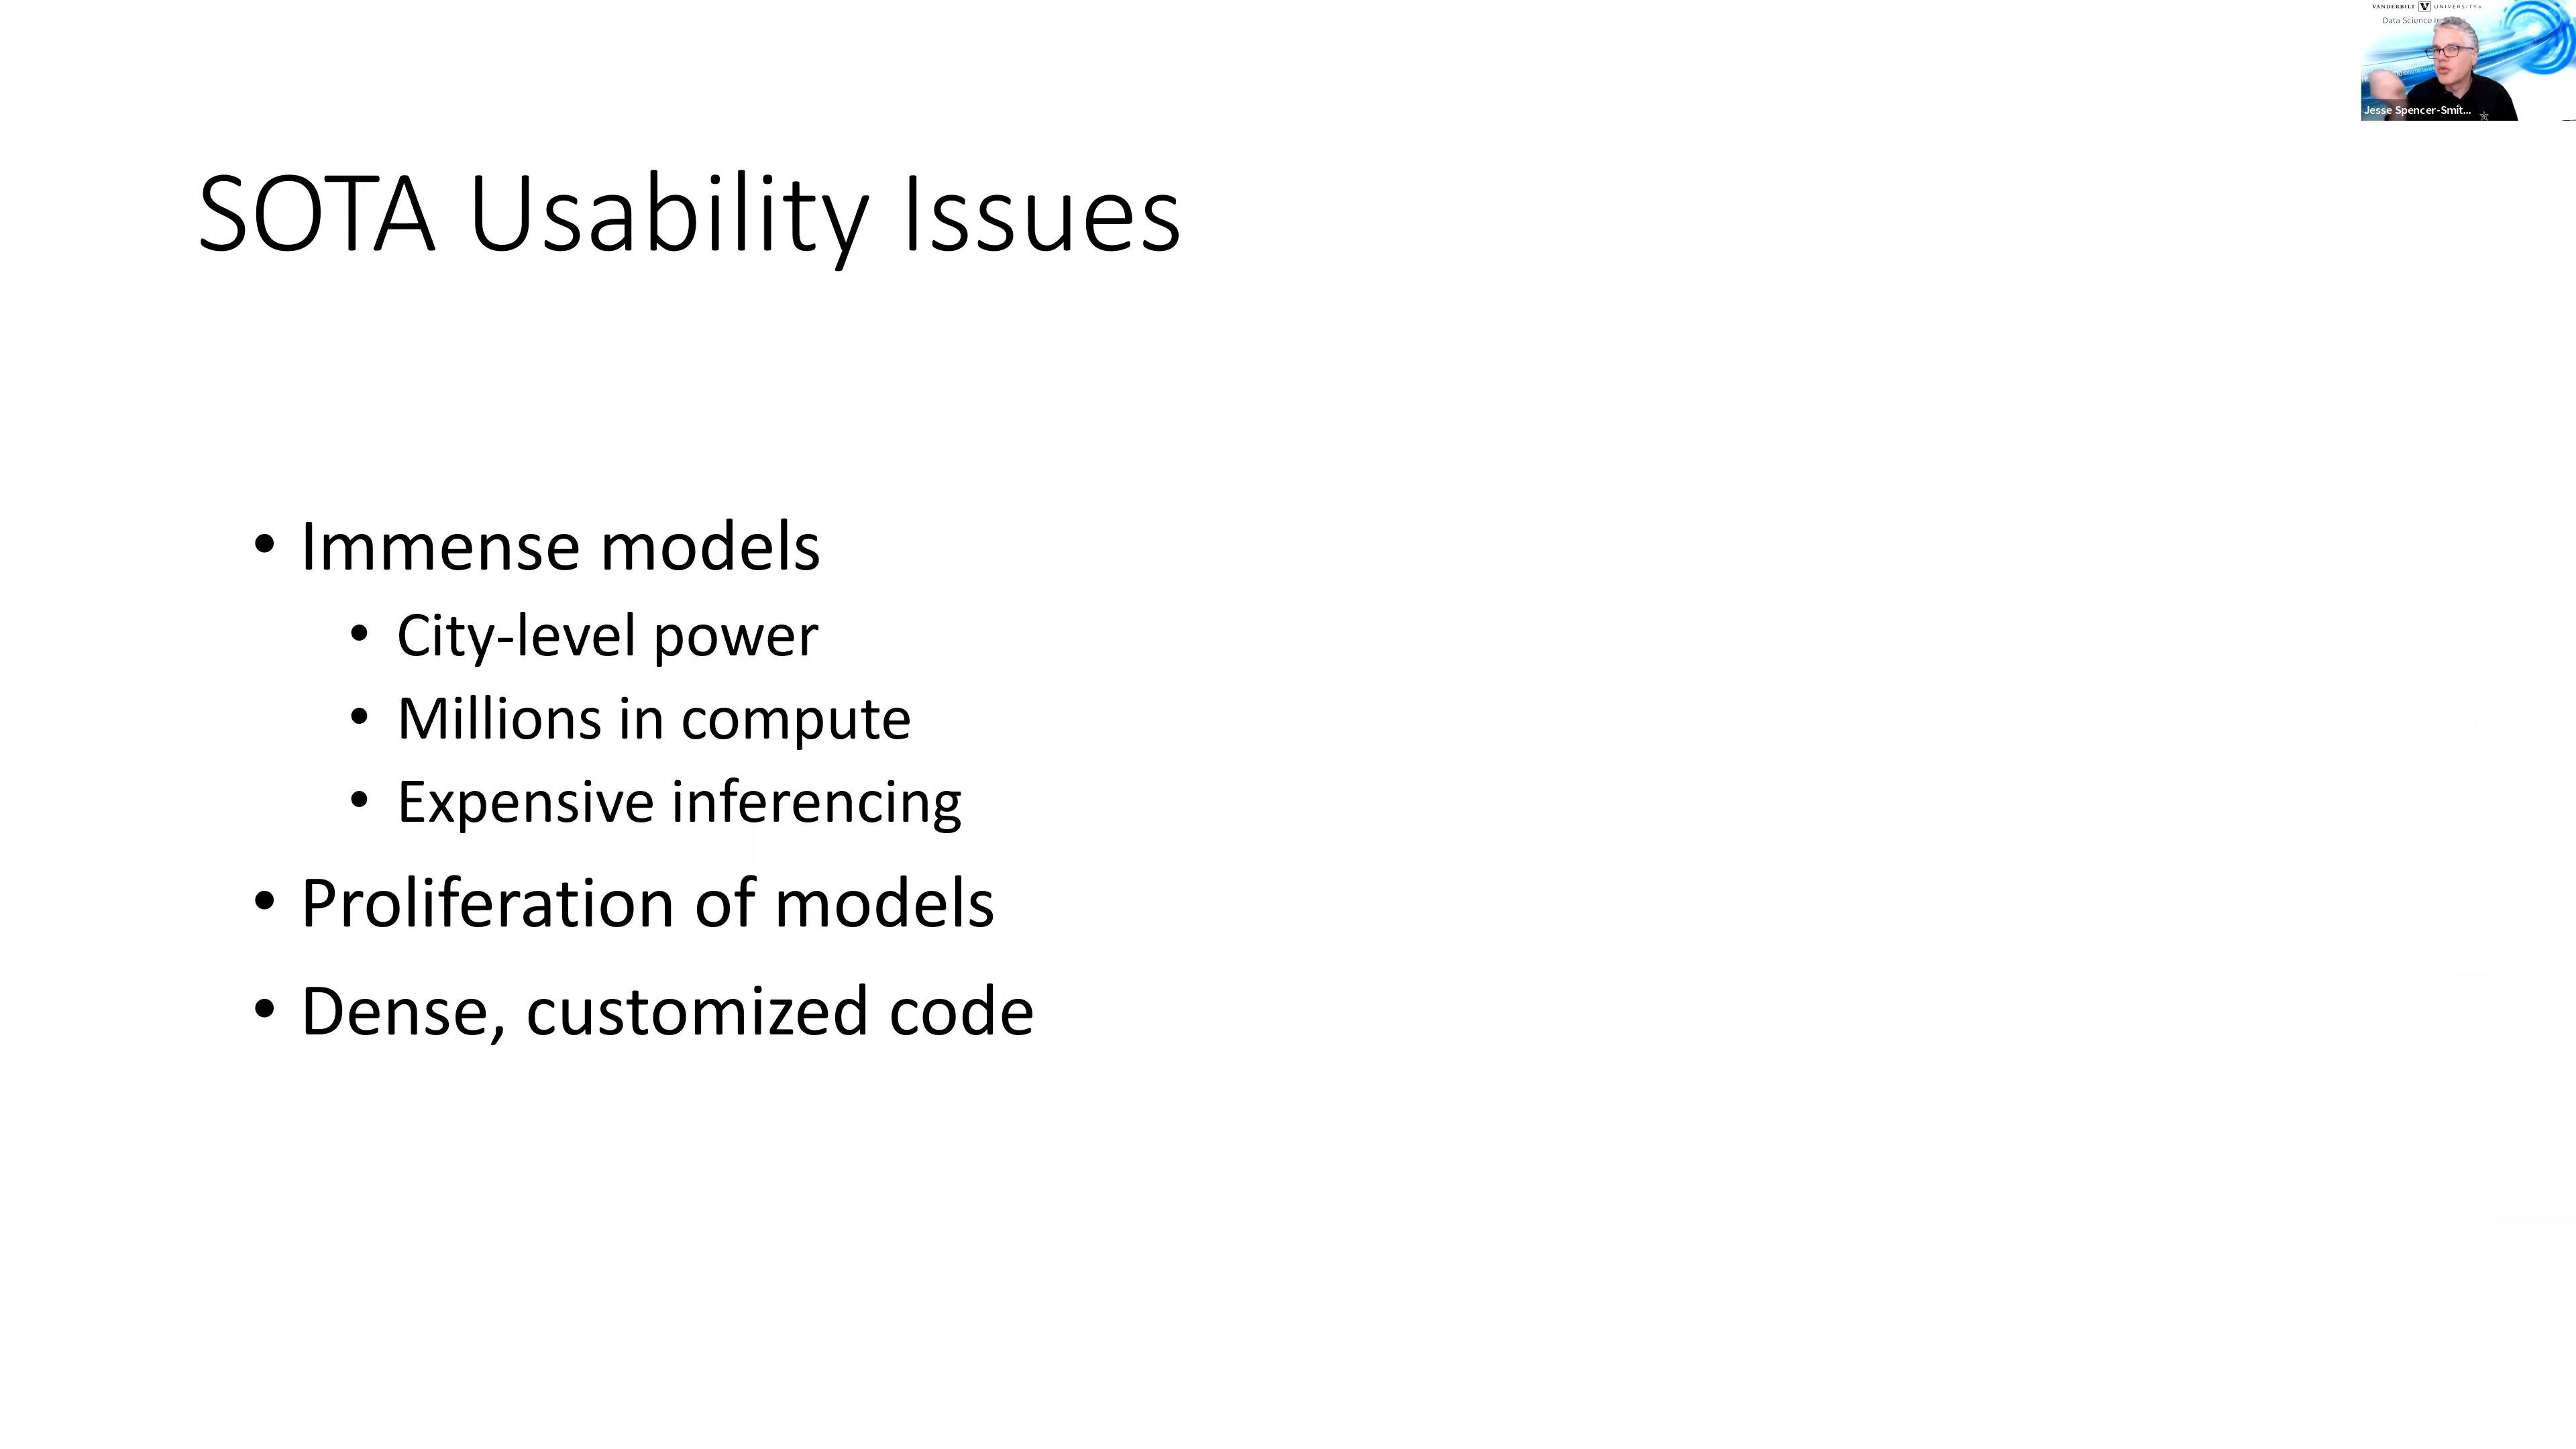 VANDERBILT V UNIVERSITY
Data Science
Jesse Spencer-Smit...
SOTA Usability Issues
• Immense models
• City-level power
• Millions in compute
• Expensive inferencing
• Proliferation of models
• Dense, customized code